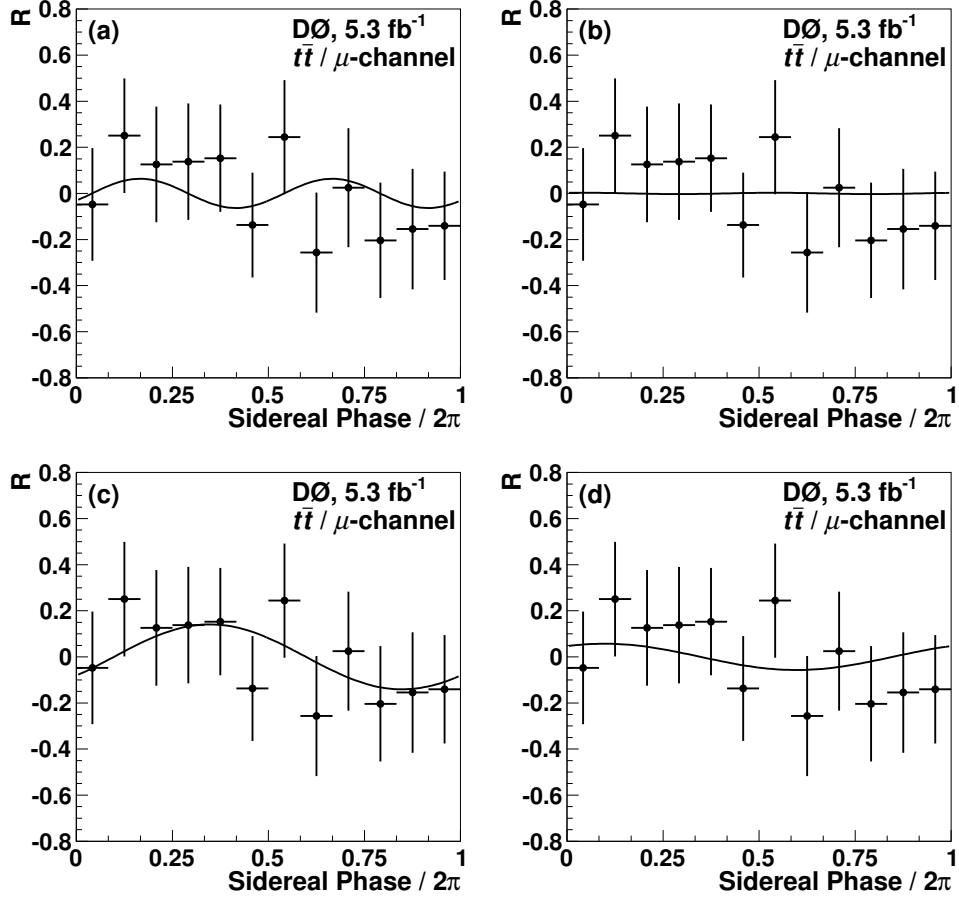 R
(a)
DØ, 5.3 fb⁻¹
tt̄ / μ-channel
0.8
0.6
0.4
0.2
0
-0.2
-0.4
-0.6
-0.8
0 0.25 0.5 0.75 1
Sidereal Phase / 2π
R
(b)
DØ, 5.3 fb⁻¹
tt̄ / μ-channel
0.8
0.6
0.4
0.2
0
-0.2
-0.4
-0.6
-0.8
0 0.25 0.5 0.75 1
Sidereal Phase / 2π
R
(c)
DØ, 5.3 fb⁻¹
tt̄ / μ-channel
0.8
0.6
0.4
0.2
0
-0.2
-0.4
-0.6
-0.8
0 0.25 0.5 0.75 1
Sidereal Phase / 2π
R
(d)
DØ, 5.3 fb⁻¹
tt̄ / μ-channel
0.8
0.6
0.4
0.2
0
-0.2
-0.4
-0.6
-0.8
0 0.25 0.5 0.75 1
Sidereal Phase / 2π